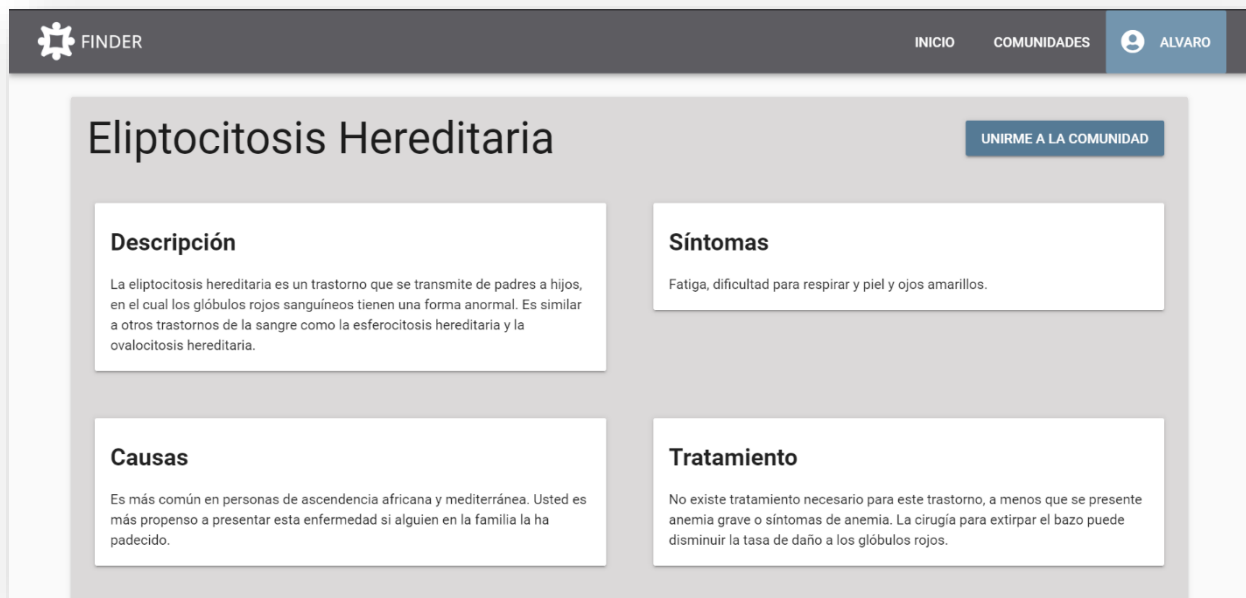 FINDER
INICIO
COMUNIDADES
ALVARO
Eliptocitosis Hereditaria
UNIRME A LA COMUNIDAD
Descripción
La eliptocitosis hereditaria es un trastorno que se transmite de padres a hijos,
en el cual los glóbulos rojos sanguíneos tienen una forma anormal. Es similar
a otros trastornos de la sangre como la esferocitosis hereditaria y la
ovalocitosis hereditaria.
Síntomas
Fatiga, dificultad para respirar y piel y ojos amarillos.
Causas
Es más común en personas de ascendencia africana y mediterránea. Usted es
más propenso a presentar esta enfermedad si alguien en la familia la ha
padecido.
Tratamiento
No existe tratamiento necesario para este trastorno, a menos que se presente
anemia grave o síntomas de anemia. La cirugía para extirpar el bazo puede
disminuir la tasa de daño a los glóbulos rojos.